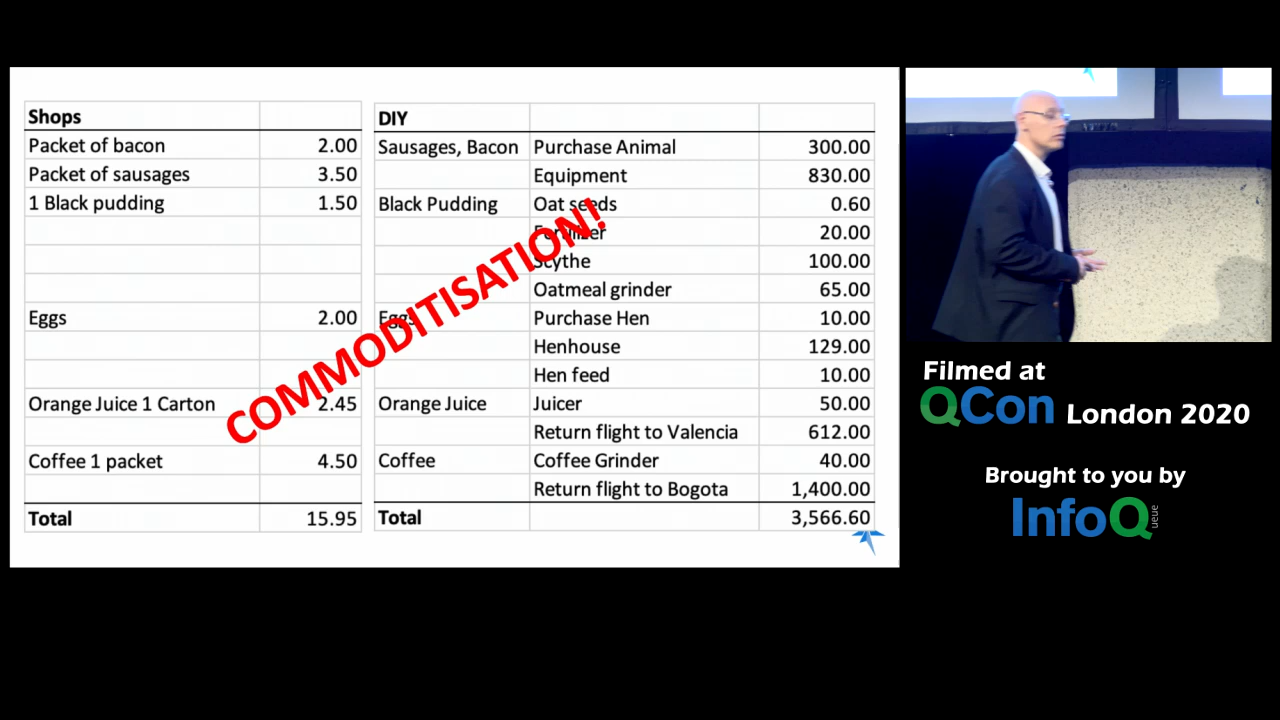 Shops
Packet of bacon 2.00
Packet of sausages 3.50
1 Black pudding 1.50
Eggs 2.00
Orange Juice 1 Carton 2.45
Coffee 1 packet 4.50
Total 15.95
DIY
Sausages, Bacon Purchase Animal 300.00
Equipment 830.00
Black Pudding Oat seeds 0.60
Fertilizer 20.00
Scythe 100.00
Oatmeal grinder 65.00
Eggs Purchase Hen 10.00
Henhouse 129.00
Hen feed 10.00
Orange Juice Juicer 50.00
Return flight to Valencia 612.00
Coffee Coffee Grinder 40.00
Return flight to Bogota 1,400.00
Total 3,566.60
COMMODITISATION!
Filmed at
QCon London 2020
Brought to you by
InfoQueue